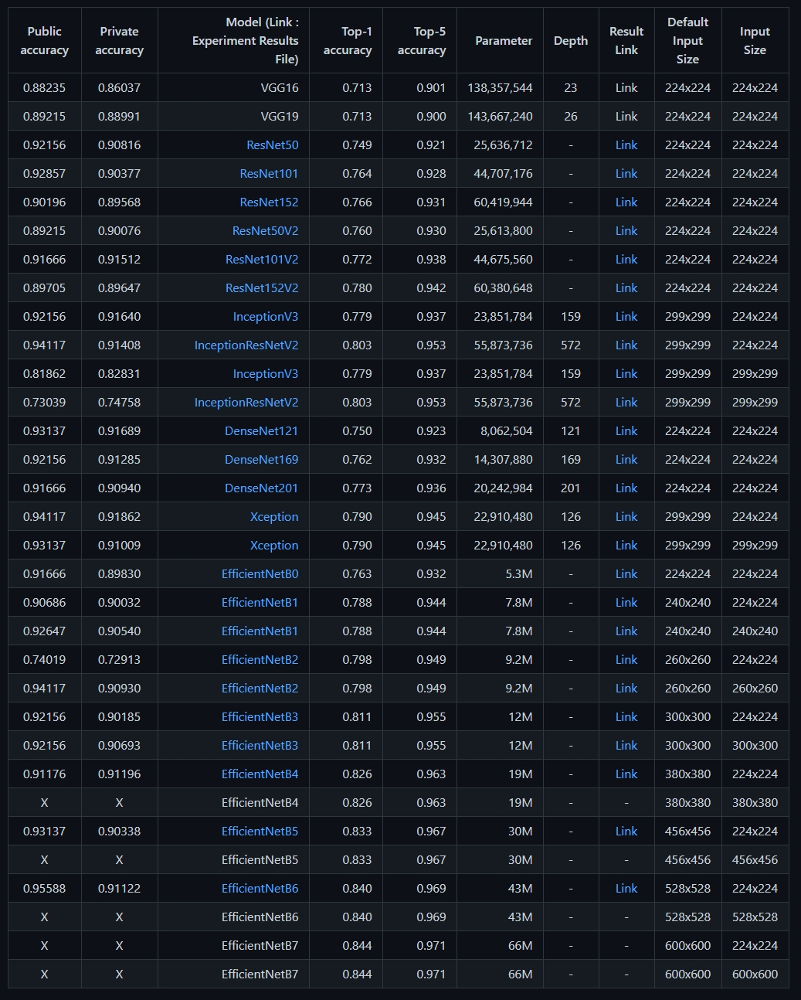 Public accuracy Private accuracy Model (Link : Experiment Results File) Top-1 accuracy Top-5 accuracy Parameter Depth Result Link Default Input Size Input Size
0.88235 0.86037 VGG16 0.713 0.901 138,357,544 23 Link 224x224 224x224
0.89215 0.88991 VGG19 0.713 0.900 143,667,240 26 Link 224x224 224x224
0.92156 0.90816 ResNet50 0.749 0.921 25,636,712 - Link 224x224 224x224
0.92857 0.90377 ResNet101 0.764 0.928 44,707,176 - Link 224x224 224x224
0.90196 0.89568 ResNet152 0.766 0.931 60,419,944 - Link 224x224 224x224
0.89215 0.90076 ResNet50V2 0.760 0.930 25,613,800 - Link 224x224 224x224
0.91666 0.91512 ResNet101V2 0.772 0.938 44,675,560 - Link 224x224 224x224
0.89705 0.89647 ResNet152V2 0.780 0.942 60,380,648 - Link 224x224 224x224
0.92156 0.91640 InceptionV3 0.779 0.937 23,851,784 159 Link 299x299 224x224
0.94117 0.91408 InceptionResNetV2 0.803 0.953 55,873,736 572 Link 299x299 224x224
0.81862 0.82831 InceptionV3 0.779 0.937 23,851,784 159 Link 299x299 299x299
0.73039 0.74758 InceptionResNetV2 0.803 0.953 55,873,736 572 Link 299x299 299x299
0.93137 0.91689 DenseNet121 0.750 0.923 8,062,504 121 Link 224x224 224x224
0.92156 0.91285 DenseNet169 0.762 0.932 14,307,880 169 Link 224x224 224x224
0.91666 0.90940 DenseNet201 0.773 0.936 20,242,984 201 Link 224x224 224x224
0.94117 0.91862 Xception 0.790 0.945 22,910,480 126 Link 299x299 224x224
0.93137 0.91009 Xception 0.790 0.945 22,910,480 126 Link 299x299 299x299
0.91666 0.89830 EfficientNetB0 0.763 0.932 5.3M - Link 224x224 224x224
0.90686 0.90032 EfficientNetB1 0.788 0.944 7.8M - Link 240x240 224x224
0.92647 0.90540 EfficientNetB1 0.788 0.944 7.8M - Link 240x240 240x240
0.74019 0.72913 EfficientNetB2 0.798 0.949 9.2M - Link 260x260 224x224
0.94117 0.90930 EfficientNetB2 0.798 0.949 9.2M - Link 260x260 260x260
0.92156 0.90185 EfficientNetB3 0.811 0.955 12M - Link 300x300 224x224
0.92156 0.90693 EfficientNetB3 0.811 0.955 12M - Link 300x300 300x300
0.91176 0.91196 EfficientNetB4 0.826 0.963 19M - Link 380x380 224x224
X X EfficientNetB4 0.826 0.963 19M - - 380x380 380x380
0.93137 0.90338 EfficientNetB5 0.833 0.967 30M - Link 456x456 224x224
X X EfficientNetB5 0.833 0.967 30M - - 456x456 456x456
0.95588 0.91122 EfficientNetB6 0.840 0.969 43M - Link 528x528 224x224
X X EfficientNetB6 0.840 0.969 43M - - 528x528 528x528
X X EfficientNetB7 0.844 0.971 66M - - 600x600 224x224
X X EfficientNetB7 0.844 0.971 66M - - 600x600 600x600